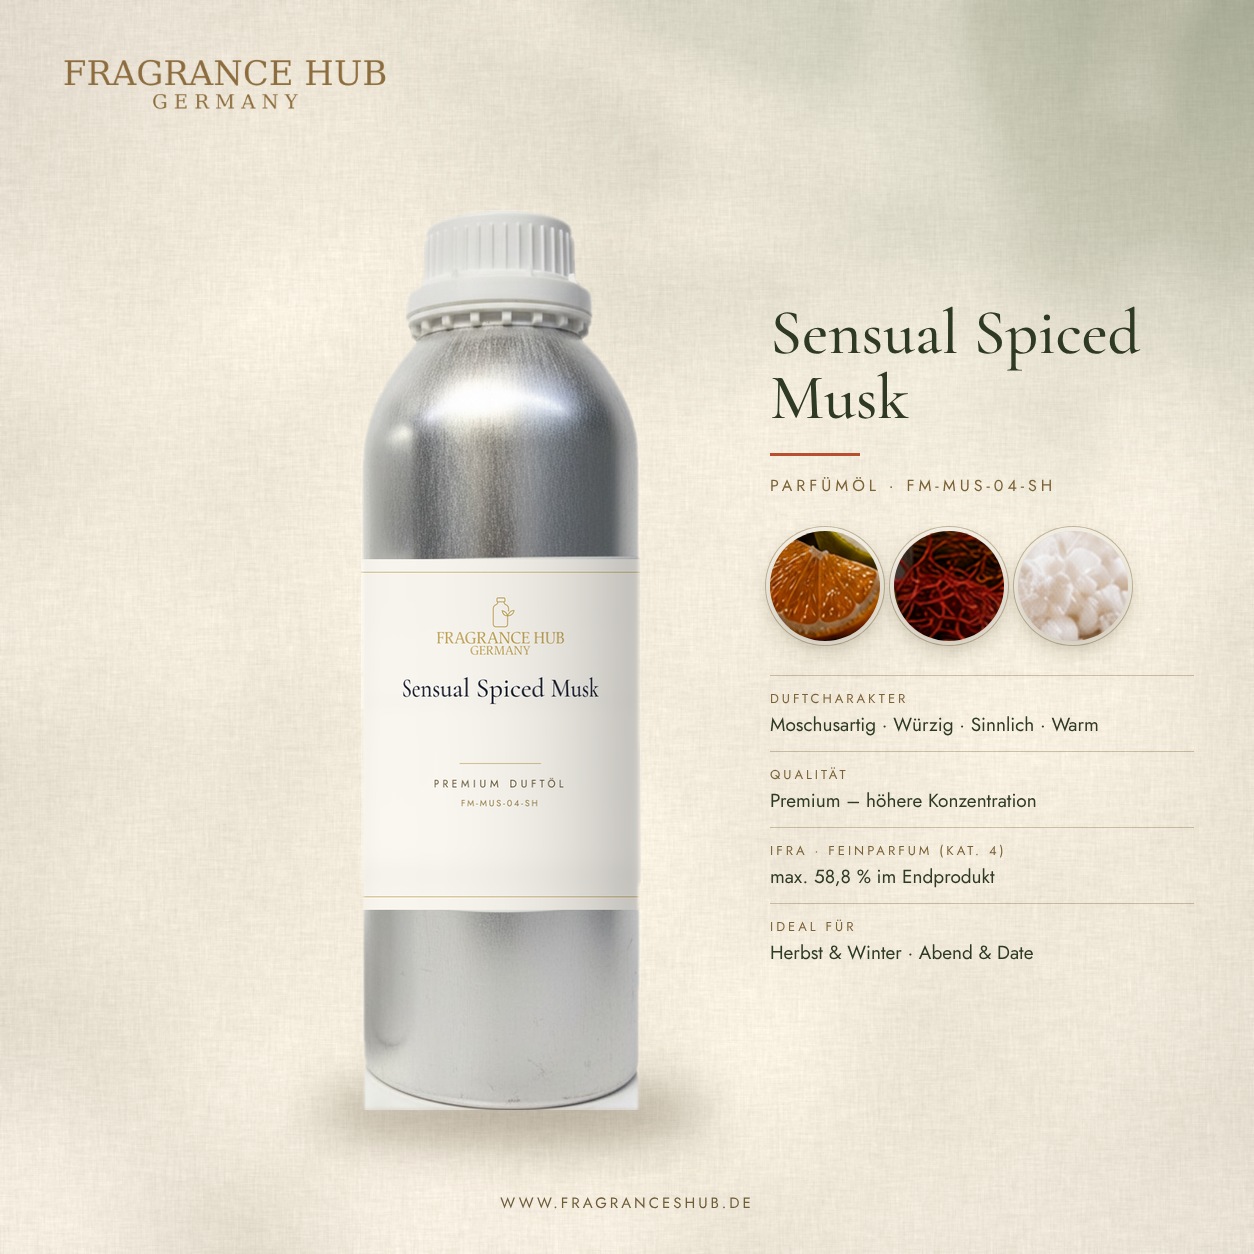 FRAGRANCE HUB
GERMANY
Sensual Spiced
Musk
PARFÜMÖL · FM-MUS-04-SH
DUFTCHARAKTER
Moschusartig · Würzig · Sinnlich · Warm
QUALITÄT
Premium – höhere Konzentration
IFRA · FEINPARFUM (KAT. 4)
max. 58,8 % im Endprodukt
IDEAL FÜR
Herbst & Winter · Abend & Date
FRAGRANCE HUB
GERMANY
Sensual Spiced Musk
PREMIUM DUFTÖL
FM-MUS-04-SH
WWW.FRAGRANCESHUB.DE